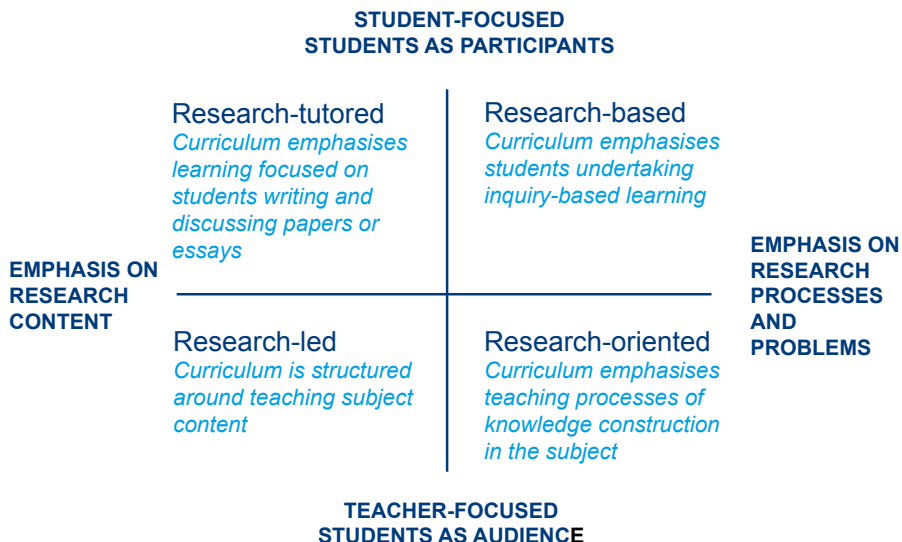 STUDENT-FOCUSED
STUDENTS AS PARTICIPANTS
Research-tutored
Curriculum emphasises
learning focused on
students writing and
discussing papers or
essays
Research-based
Curriculum emphasises
students undertaking
inquiry-based learning
EMPHASIS ON
RESEARCH
CONTENT
EMPHASIS ON
RESEARCH
PROCESSES
AND
PROBLEMS
Research-led
Curriculum is structured
around teaching subject
content
Research-oriented
Curriculum emphasises
teaching processes of
knowledge construction
in the subject
TEACHER-FOCUSED
STUDENTS AS AUDIENCE